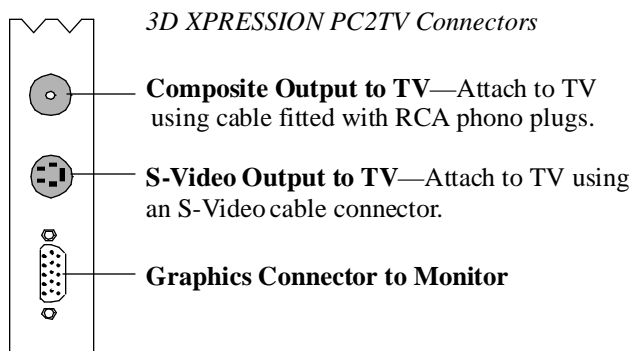 3D XPRESSION PC2TV Connectors
Composite Output to TV—Attach to TV
using cable fitted with RCA phono plugs.
S-Video Output to TV—Attach to TV using
an S-Video cable connector.
Graphics Connector to Monitor